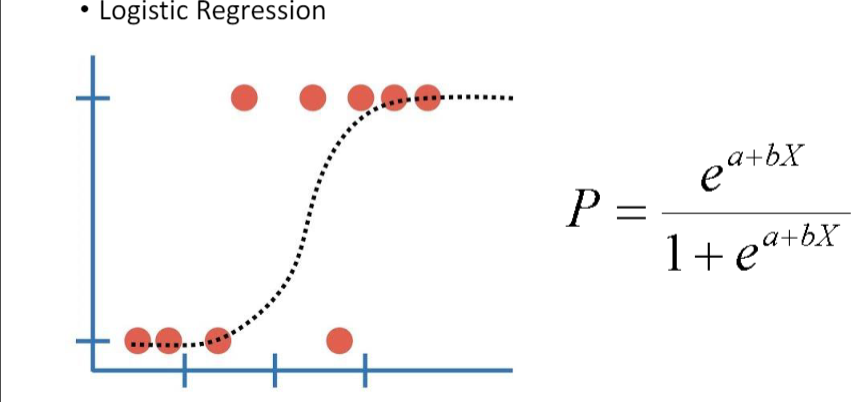 • Logistic Regression
P = e^{a+bX} / 1 + e^{a+bX}